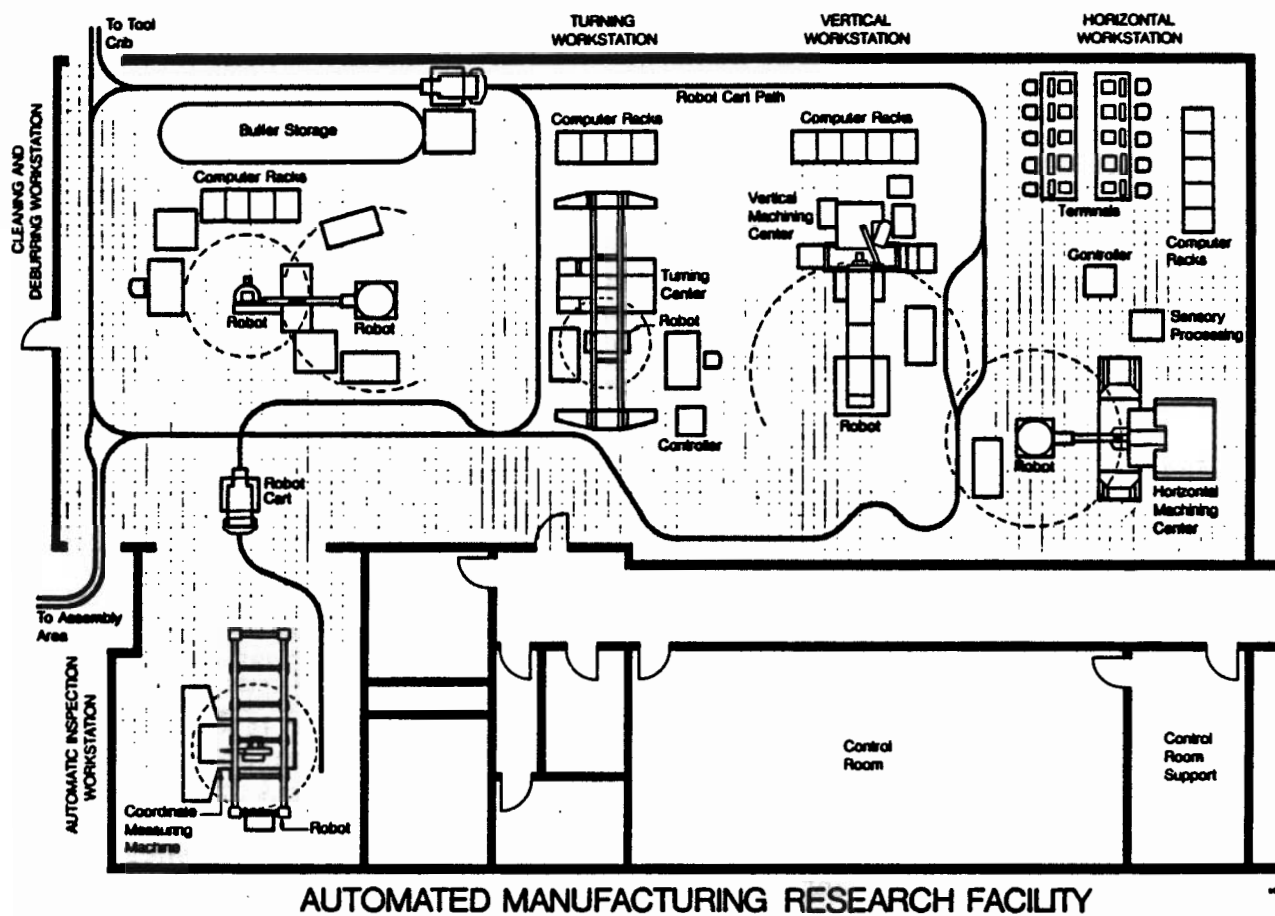 To Tool
Crib
TURNING
WORKSTATION
VERTICAL
WORKSTATION
HORIZONTAL
WORKSTATION
Robot Cart Path
Buffer Storage
Computer Racks
Computer Racks
CLEANING AND
DEBURRING WORKSTATION
Computer Racks
Terminals
Vertical
Machining
Center
Computer
Racks
Controller
Turning
Center
Robot
Robot
Robot
Sensory
Processing
Controller
Robot
Robot
Robot
Cart
Horizontal
Machining
Center
To Assembly
Area
AUTOMATIC INSPECTION
WORKSTATION
Control
Room
Control
Room
Support
Coordinate
Measuring
Machine
Robot
AUTOMATED MANUFACTURING RESEARCH FACILITY